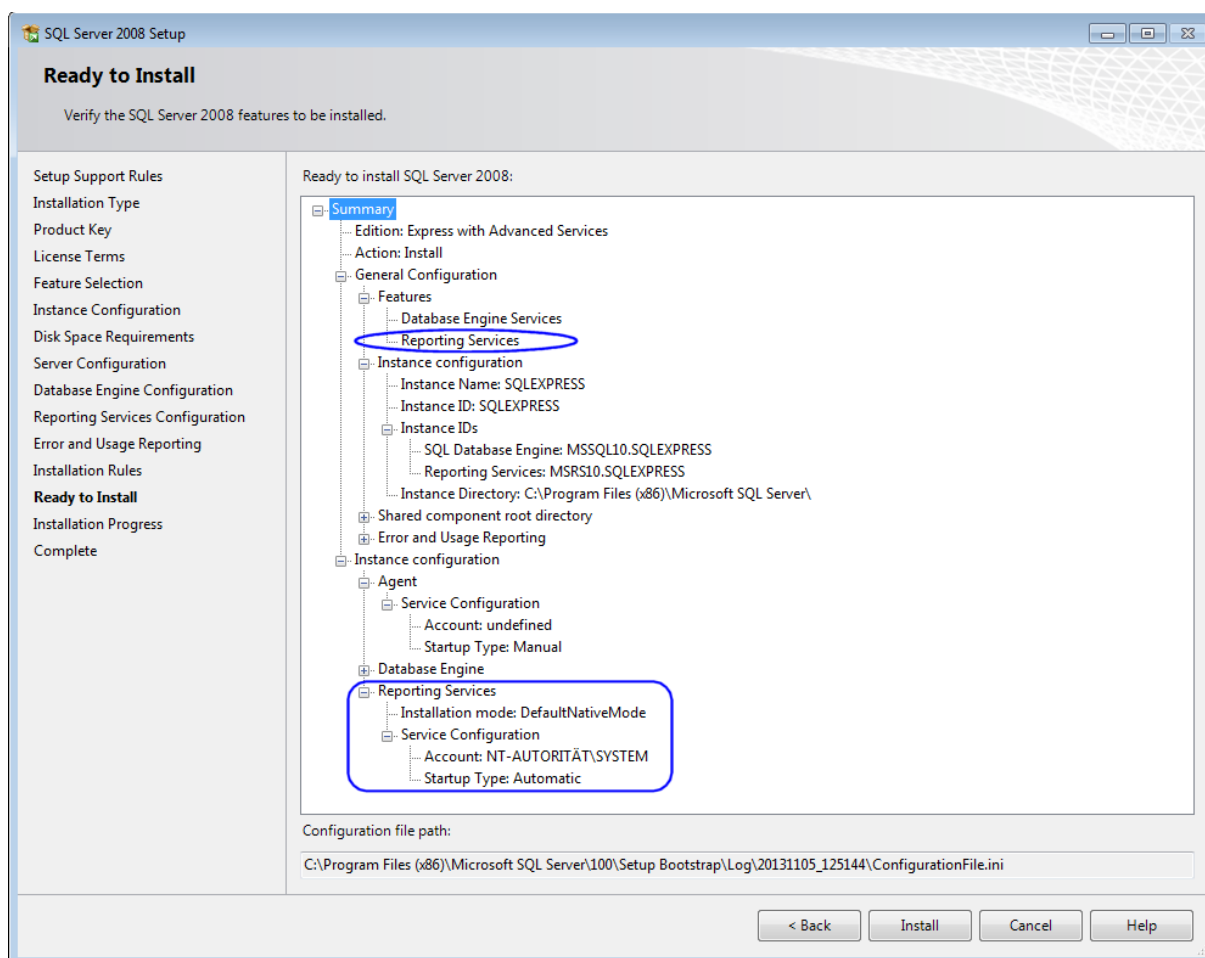 SQL Server 2008 Setup
Ready to Install
Verify the SQL Server 2008 features to be installed.
Setup Support Rules
Installation Type
Product Key
License Terms
Feature Selection
Instance Configuration
Disk Space Requirements
Server Configuration
Database Engine Configuration
Reporting Services Configuration
Error and Usage Reporting
Installation Rules
Ready to Install
Installation Progress
Complete
Ready to install SQL Server 2008:
Summary
Edition: Express with Advanced Services
Action: Install
General Configuration
Features
Database Engine Services
Reporting Services
Instance configuration
Instance Name: SQLEXPRESS
Instance ID: SQLEXPRESS
Instance IDs
SQL Database Engine: MSSQL10.SQLEXPRESS
Reporting Services: MSRS10.SQLEXPRESS
Instance Directory: C:\Program Files (x86)\Microsoft SQL Server\
Shared component root directory
Error and Usage Reporting
Instance configuration
Agent
Service Configuration
Account: undefined
Startup Type: Manual
Database Engine
Reporting Services
Installation mode: DefaultNativeMode
Service Configuration
Account: NT-AUTORITÄT\SYSTEM
Startup Type: Automatic
Configuration file path:
C:\Program Files (x86)\Microsoft SQL Server\100\Setup Bootstrap\Log\20131105_125144\ConfigurationFile.ini
< Back
Install
Cancel
Help